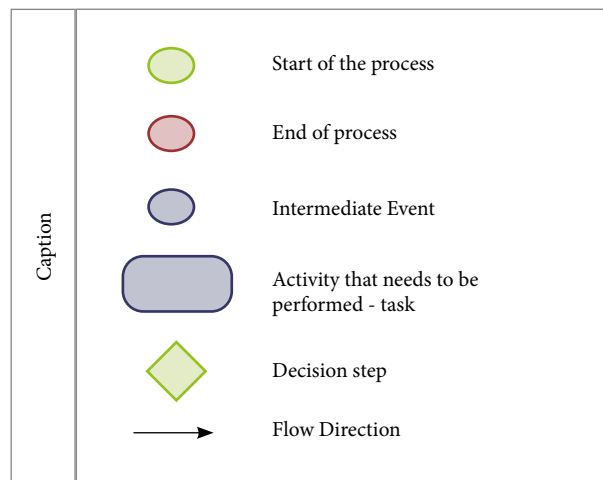 Caption
Start of the process
End of process
Intermediate Event
Activity that needs to be
performed - task
Decision step
Flow Direction